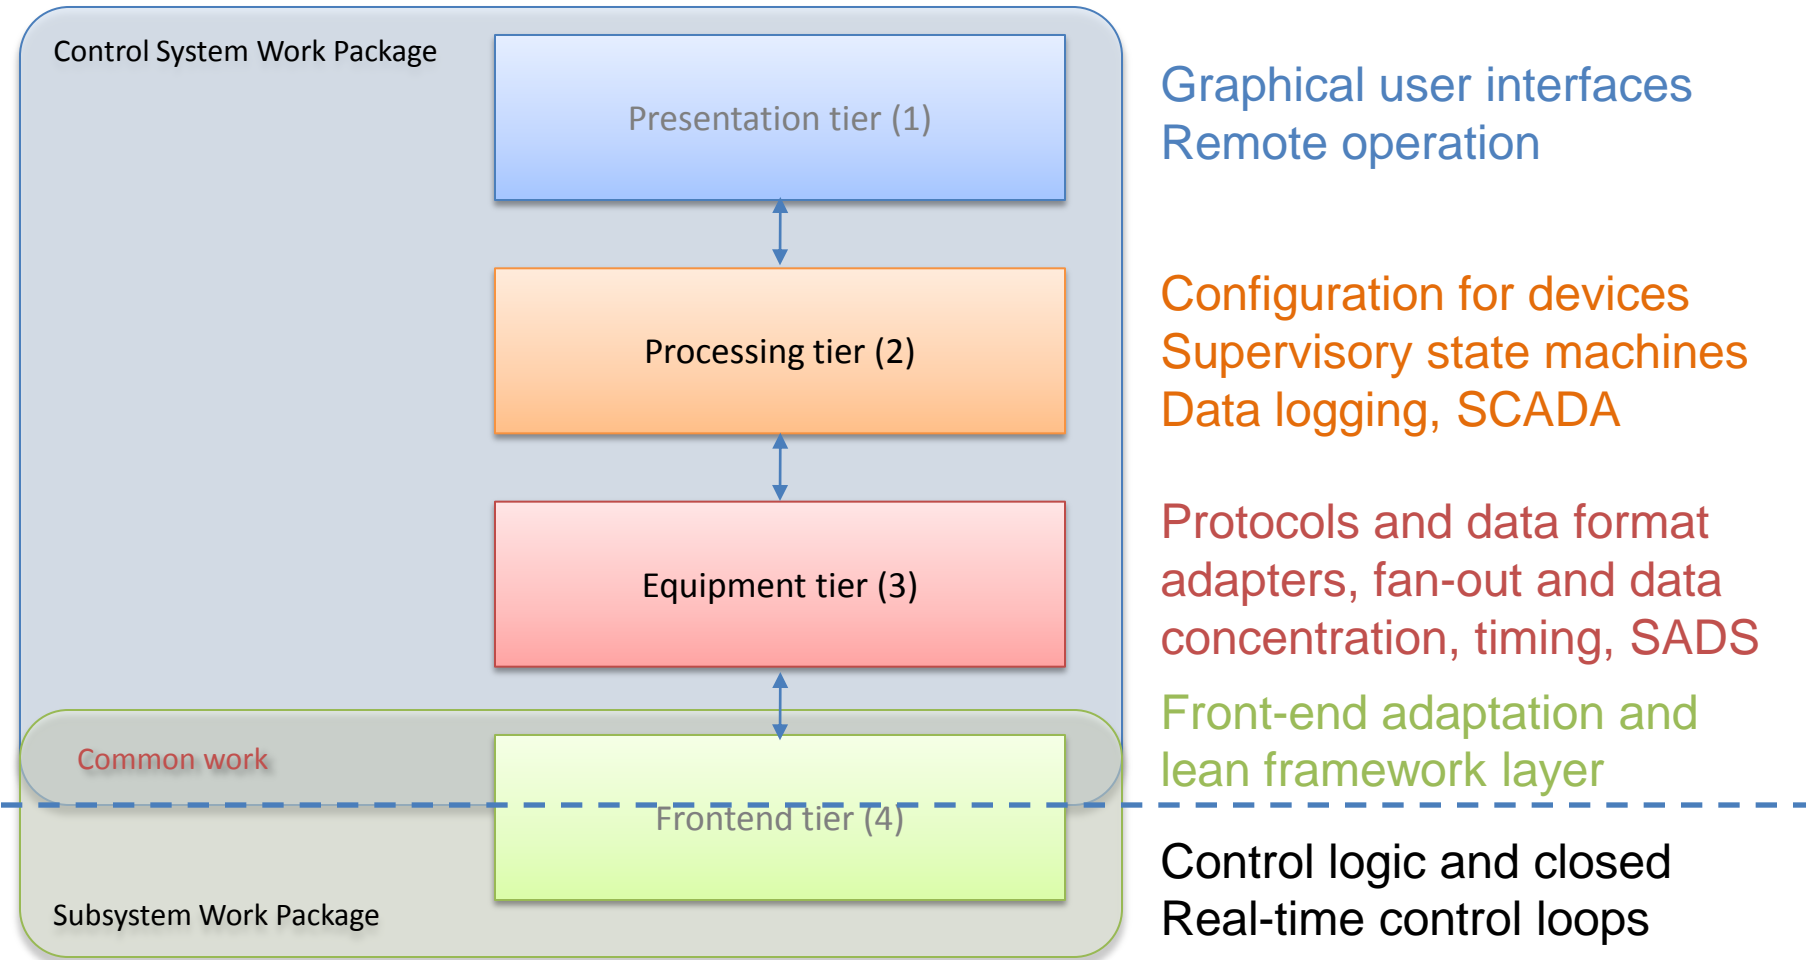 Control System Work Package
Presentation tier (1)
Graphical user interfaces
Remote operation
Processing tier (2)
Configuration for devices
Supervisory state machines
Data logging, SCADA
Equipment tier (3)
Protocols and data format
adapters, fan-out and data
concentration, timing, SADS
Common work
Front-end adaptation and
lean framework layer
Frontend tier (4)
Subsystem Work Package
Control logic and closed
Real-time control loops